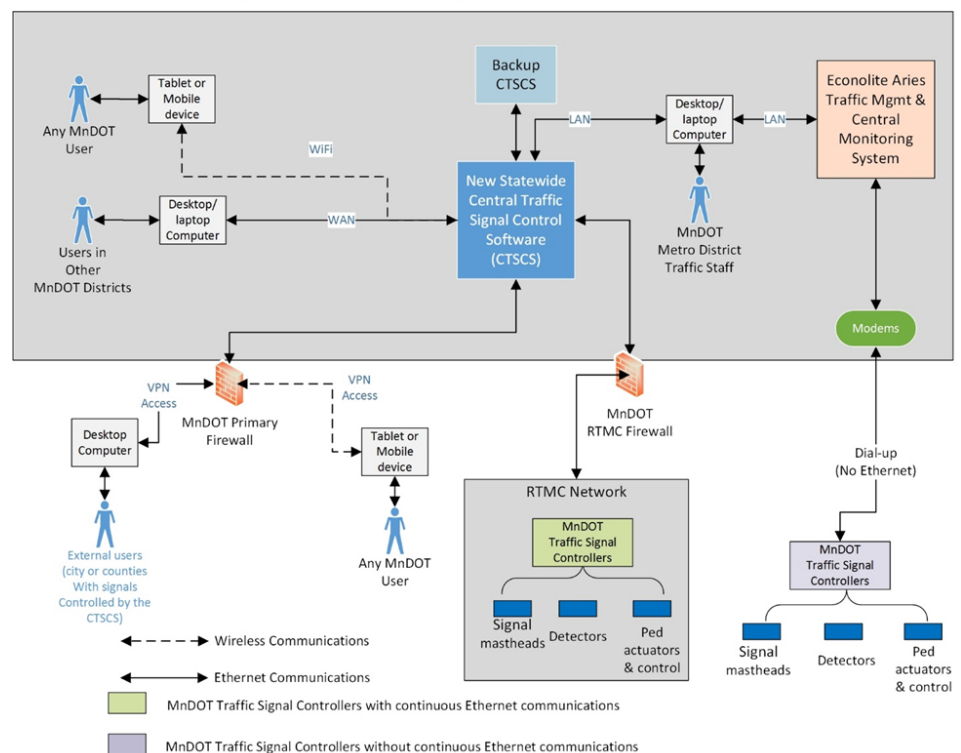 Any MnDOT
User
Tablet or
Mobile
device
WiFi
Backup
CTSCS
LAN
Desktop/
laptop
Computer
LAN
Econolite Aries
Traffic Mgmt &
Central
Monitoring
System
Users in
Other
MnDOT Districts
Desktop/
laptop
Computer
WAN
New Statewide
Central Traffic
Signal Control
Software
(CTSCS)
MnDOT
Metro District
Traffic Staff
Modems
VPN
Access
MnDOT Primary
Firewall
VPN
Access
MnDOT
RTMC Firewall
Desktop
Computer
Tablet or
Mobile
device
Dial-up
(No Ethernet)
External users
(city or counties
With signals
Controlled by the
CTSCS)
Any MnDOT
User
RTMC Network
MnDOT
Traffic Signal
Controllers
Signal
mastheads
Detectors
Ped
actuators
& control
MnDOT
Traffic Signal
Controllers
Signal
mastheads
Detectors
Ped
actuators
& control
Wireless Communications
Ethernet Communications
MnDOT Traffic Signal Controllers with continuous Ethernet communications
MnDOT Traffic Signal Controllers without continuous Ethernet communications